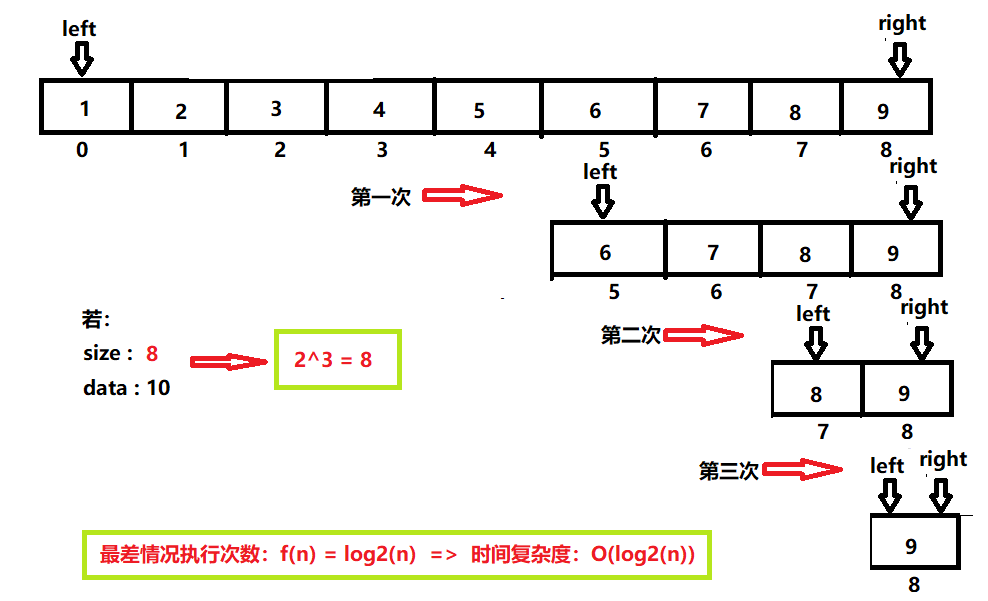 left
right
1 2 3 4 5 6 7 8 9
0 1 2 3 4 5 6 7 8
left
right
第一次
6 7 8 9
5 6 7 8
left
right
第二次
若：
size : 8
2^3 = 8
data : 10
8 9
7 8
left
right
第三次
9
8
最差情况执行次数：f(n) = log2(n) => 时间复杂度：O(log2(n))